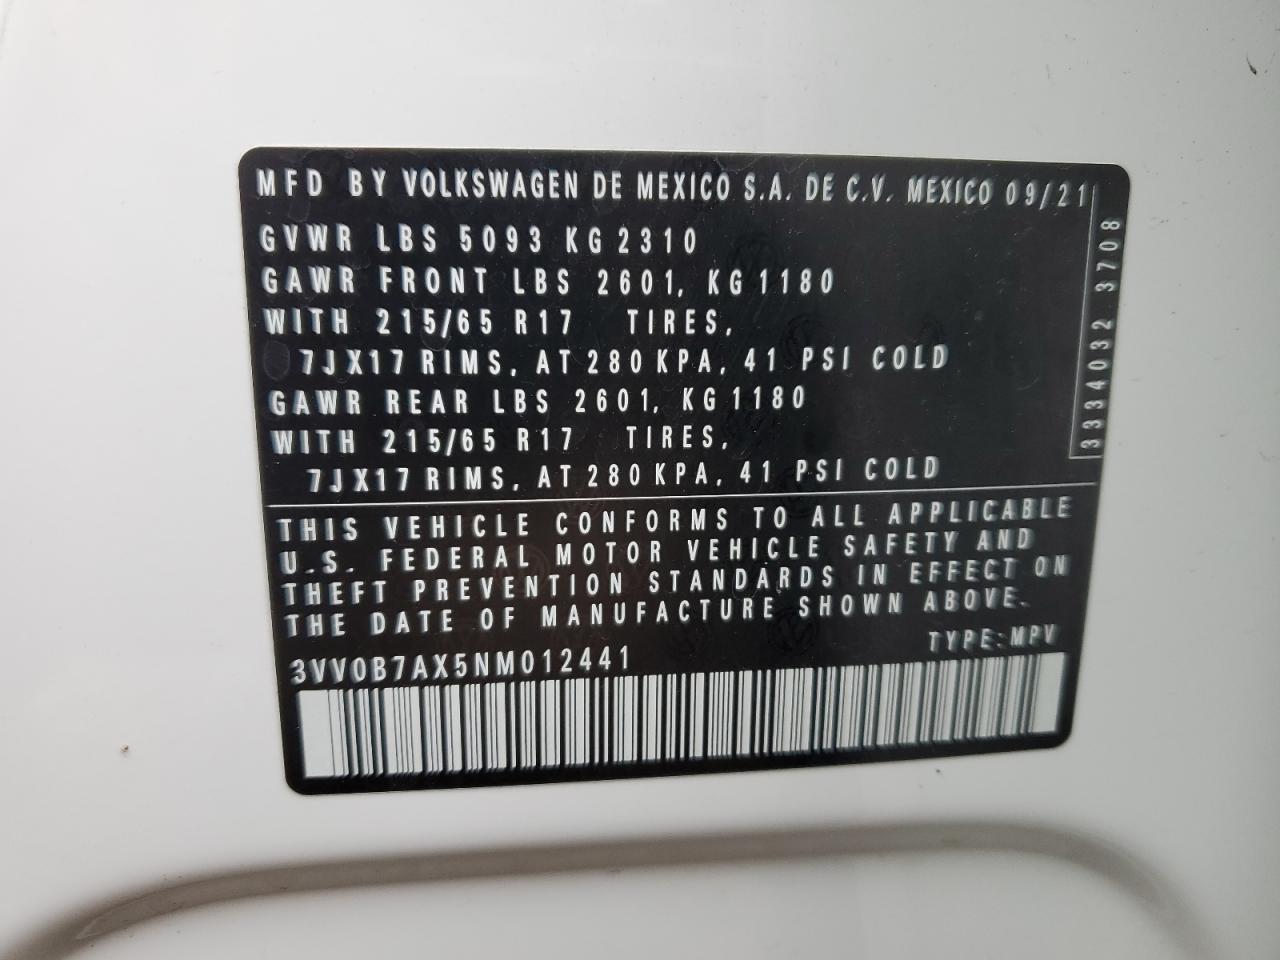 MFD BY VOLKSWAGEN DE MEXICO S.A. DE C.V. MEXICO 09/21
GVWR LBS 5093 KG 2310
GAWR FRONT LBS 2601, KG 1180
WITH 215/65 R17 TIRES,
7JX17 RIMS, AT 280 KPA, 41 PSI COLD
GAWR REAR LBS 2601, KG 1180
WITH 215/65 R17 TIRES,
7JX17 RIMS, AT 280 KPA, 41 PSI COLD
3334032 3708
THIS VEHICLE CONFORMS TO ALL APPLICABLE
U.S. FEDERAL MOTOR VEHICLE SAFETY AND
THEFT PREVENTION STANDARDS IN EFFECT ON
THE DATE OF MANUFACTURE SHOWN ABOVE.
TYPE: MPV
3VV0B7AX5NM012441